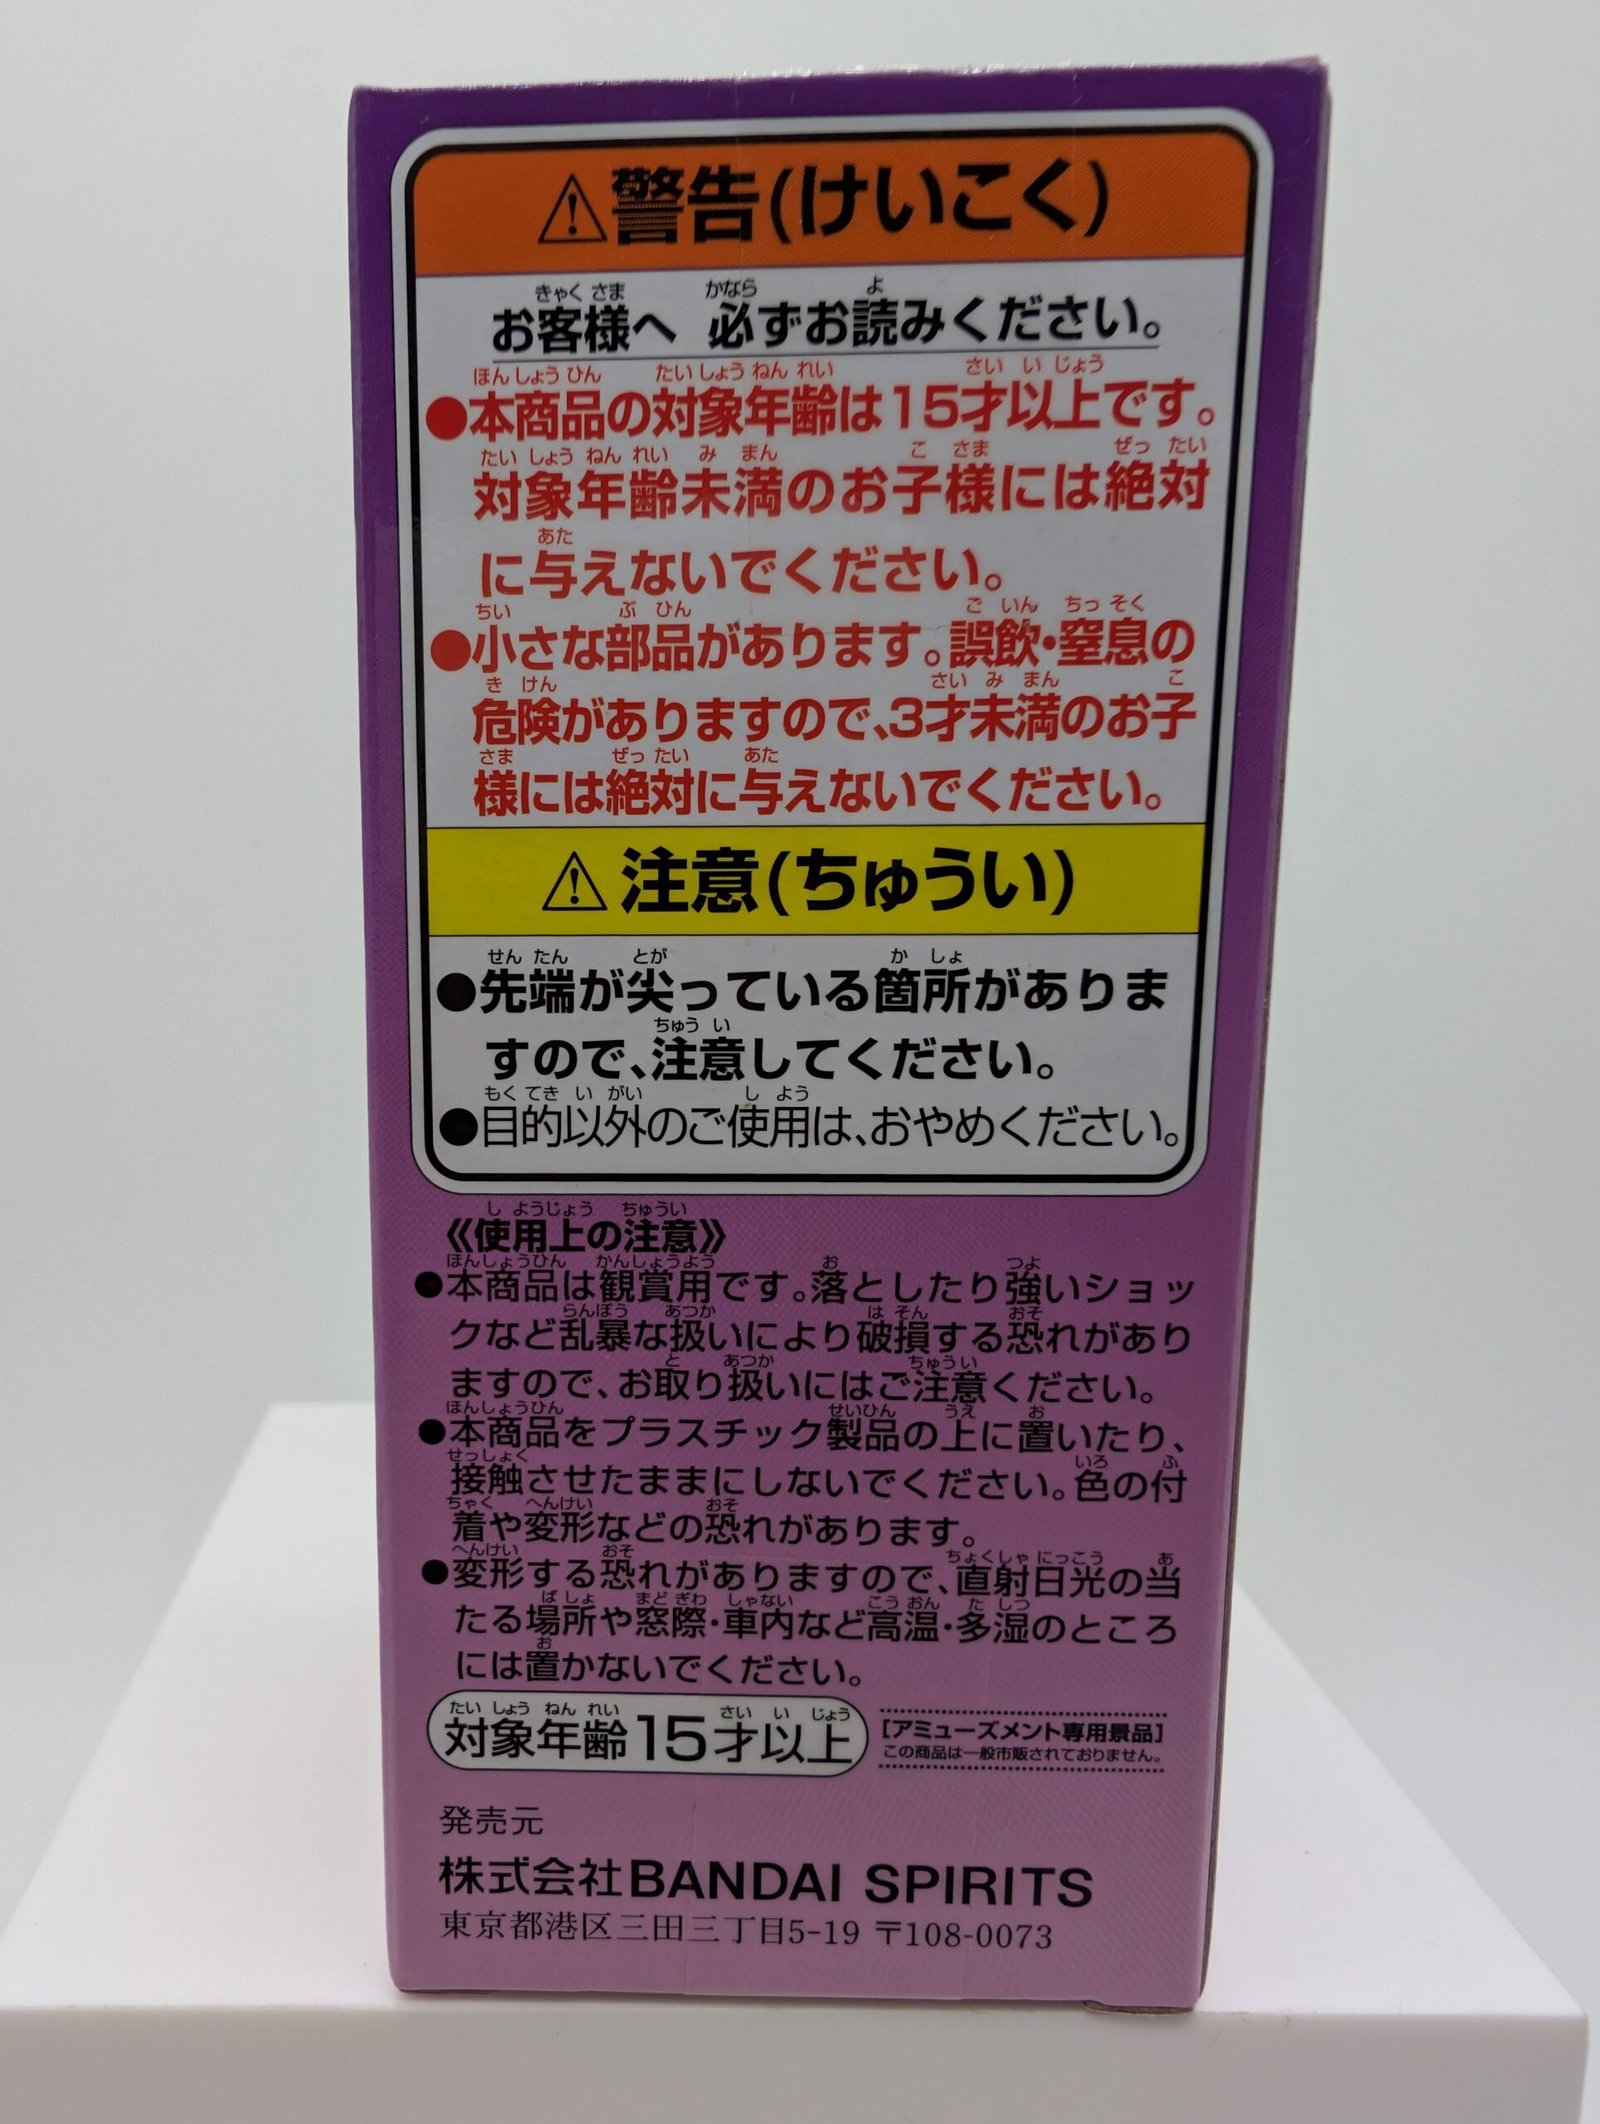 ⚠警告(けいこく)
お客様へ 必ずお読みください。
●本商品の対象年齢は15才以上です。
対象年齢未満のお子様には絶対
に与えないでください。
●小さな部品があります。誤飲・窒息の
危険がありますので、3才未満のお子
様には絶対に与えないでください。
⚠注意(ちゅうい)
●先端が尖っている箇所がありま
すので、注意してください。
●目的以外のご使用は、おやめください。
《使用上の注意》
●本商品は観賞用です。落としたり強いショッ
クなど乱暴な扱いにより破損する恐れがあり
ますので、お取り扱いにはご注意ください。
●本商品をプラスチック製品の上に置いたり、
接触させたままにしないでください。色の付
着や変形などの恐れがあります。
●変形する恐れがありますので、直射日光の当
たる場所や窓際・車内など高温・多湿のところ
には置かないでください。
対象年齢15才以上
[アミューズメント専用景品]
この商品は一般市販されておりません。
発売元
株式会社BANDAI SPIRITS
東京都港区三田三丁目5-19 〒108-0073